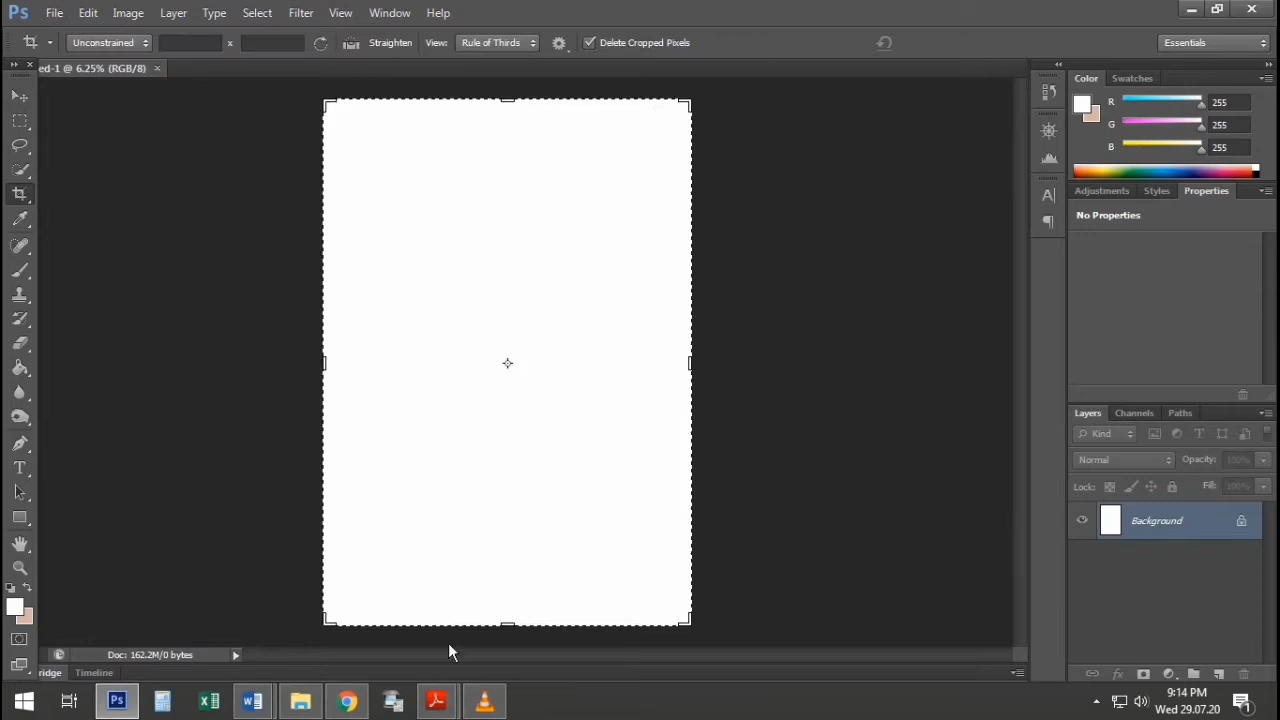 Ps File Edit Image Layer Type Select Filter 3D View Window Help
Unconstrained x Straighten View: Rule of Thirds Delete Cropped Pixels Essentials
ed-1 @ 6.25% (RGB/8) ×
Color Swatches
R 255
G 255
B 255
Adjustments Styles Properties
No Properties
Layers Channels Paths
Kind
Normal Opacity: 100%
Lock: Fill: 100%
Background
Doc: 162.2M/0 bytes
ridge Timeline
9:14 PM
Wed 29.07.20
1